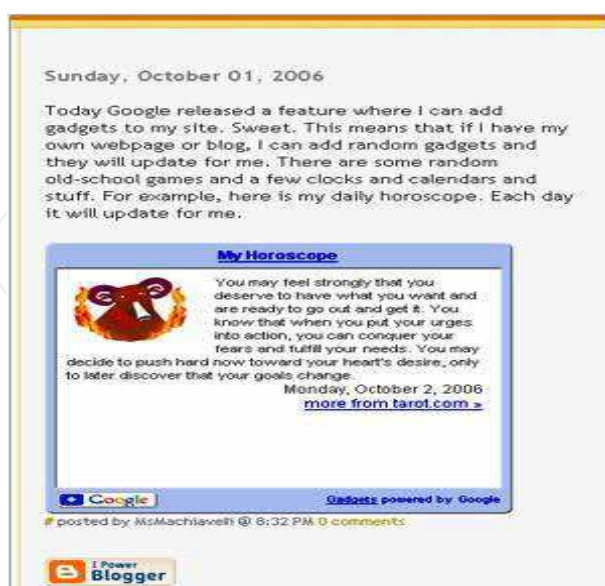 Sunday, October 01, 2006
Today Google released a feature where I can add
gadgets to my site. Sweet. This means that if I have my
own webpage or blog, I can add random gadgets and
they will update for me. There are some random
old-school games and a few clocks and calendars and
stuff. For example, here is my daily horoscope. Each day
it will update for me.
My Horoscope
You may feel strongly that you
deserve to have what you want and
are ready to go out and get it. You
know that when you put your urges
into action, you can conquer your
fears and fulfill your needs. You may
decide to push hard now toward your heart's desire, only
to later discover that your goals change.
Monday, October 2, 2006
more from tarot.com »
Google
Gadgets powered by Google
# posted by MsMachiavelli @ 8:32 PM 0 comments
I Power
Blogger